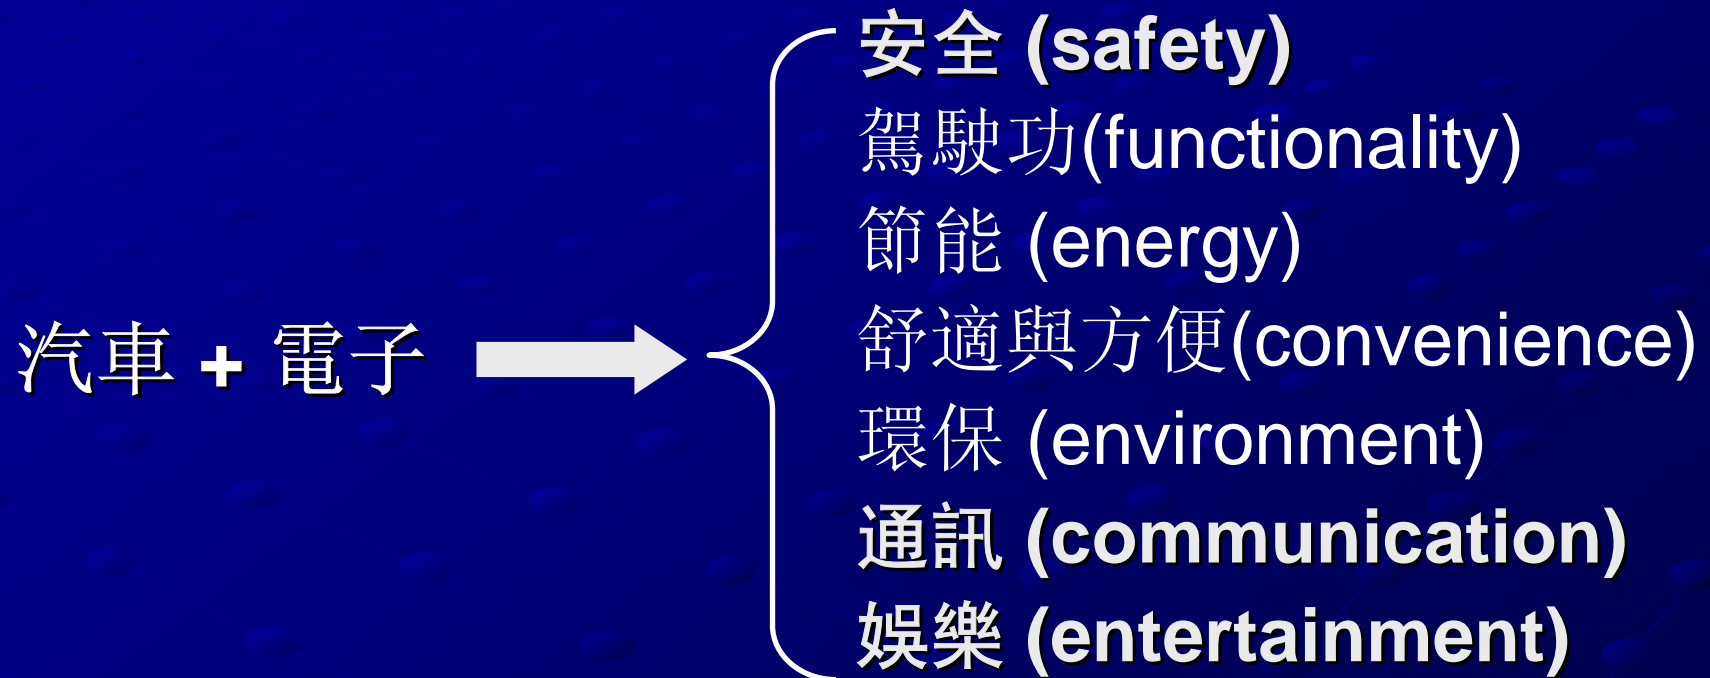 安全 (safety)
駕駛功(functionality)
節能 (energy)
舒適與方便(convenience)
汽車 + 電子
環保 (environment)
通訊 (communication)
娛樂 (entertainment)